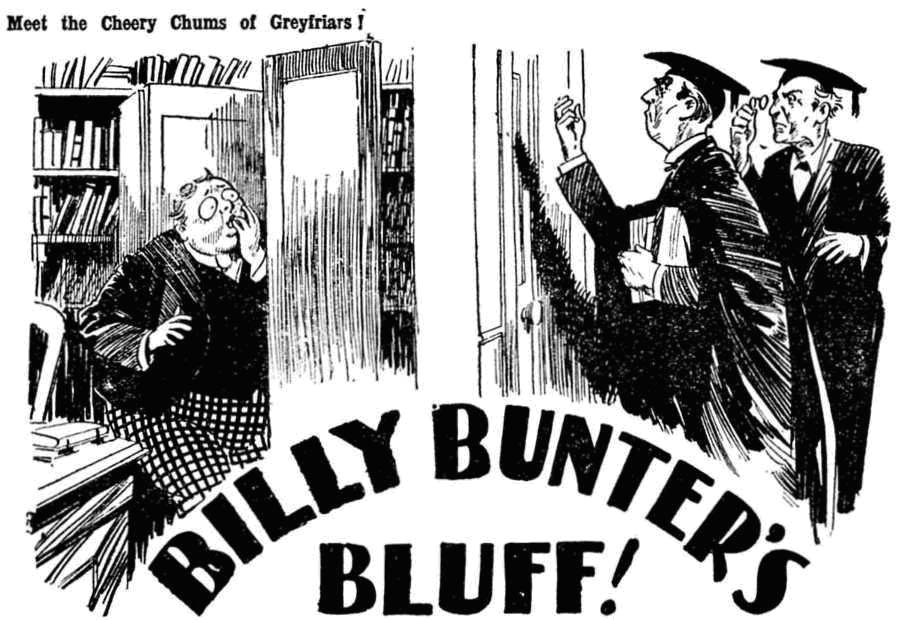 Meet the Cheery Chums of Greyfriars!
BILLY BUNTER'S
BLUFF!